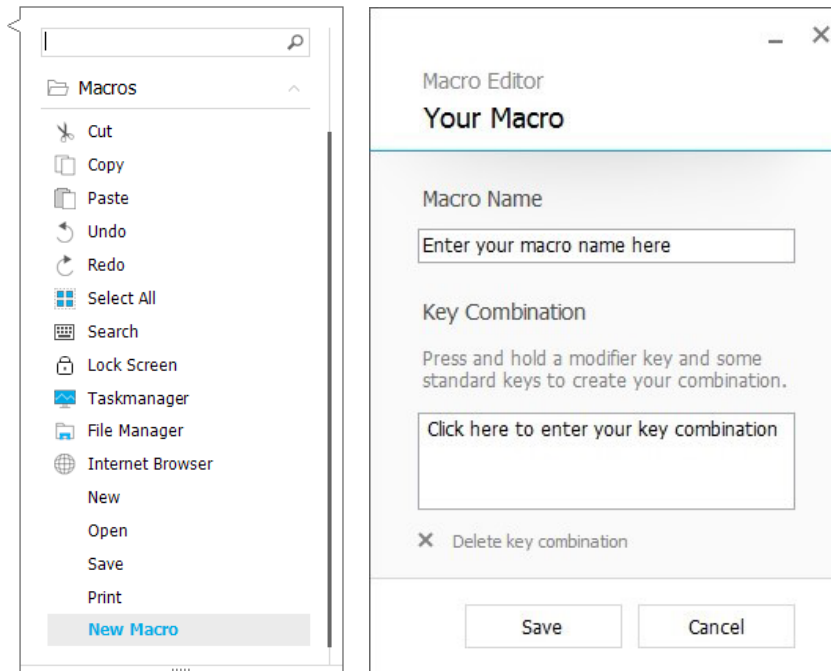 Macros
Cut
Copy
Paste
Undo
Redo
Select All
Search
Lock Screen
Taskmanager
File Manager
Internet Browser
New
Open
Save
Print
New Macro
Macro Editor
Your Macro
Macro Name
Enter your macro name here
Key Combination
Press and hold a modifier key and some
standard keys to create your combination.
Click here to enter your key combination
Delete key combination
Save
Cancel